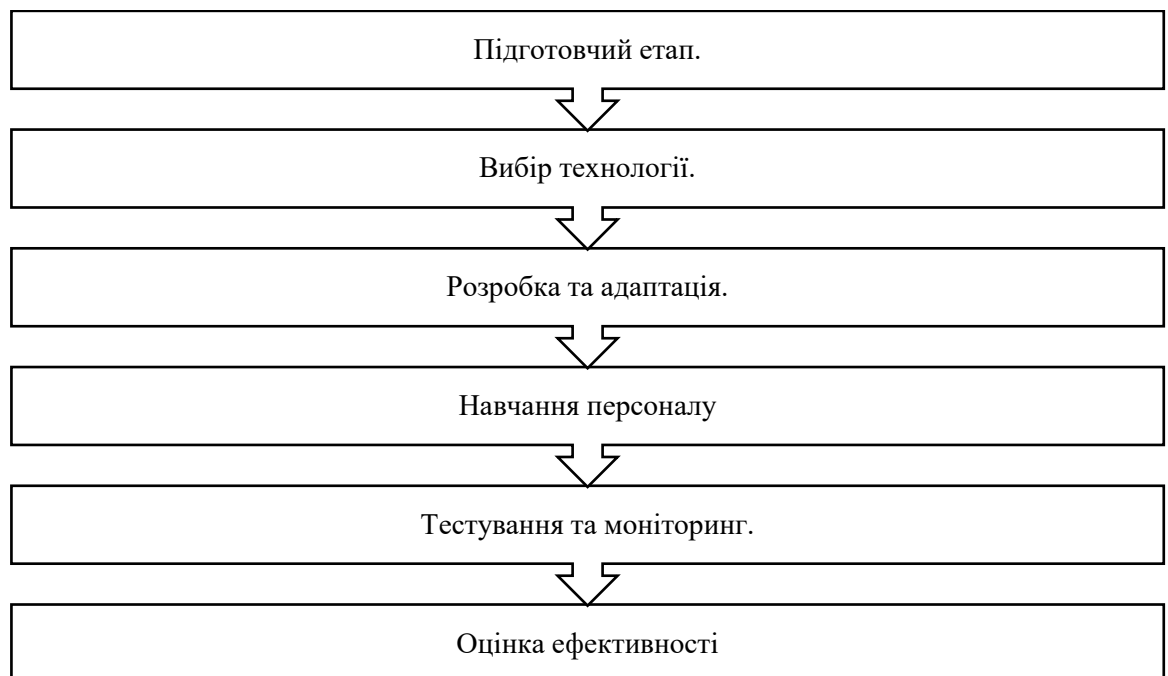 Підготовчий етап.
Вибір технології.
Розробка та адаптація.
Навчання персоналу
Тестування та моніторинг.
Оцінка ефективності